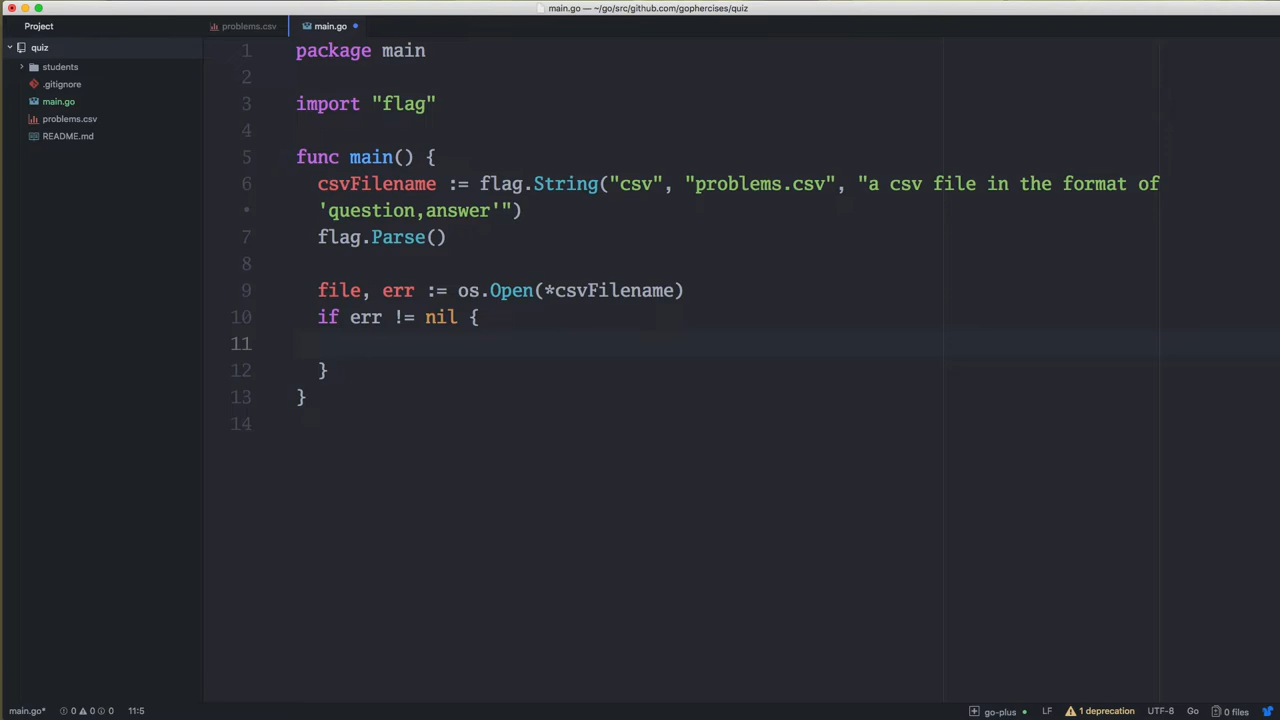 main.go — ~/go/src/github.com/gophercises/quiz
Project
problems.csv
main.go
quiz
students
.gitignore
main.go
problems.csv
README.md
1 package main
2
3 import "flag"
4
5 func main() {
6 csvFilename := flag.String("csv", "problems.csv", "a csv file in the format of
• 'question,answer'")
7 flag.Parse()
8
9 file, err := os.Open(*csvFilename)
10 if err != nil {
11
12 }
13 }
14
main.go* 0 0 0 11:5 go-plus LF 1 deprecation UTF-8 Go 0 files